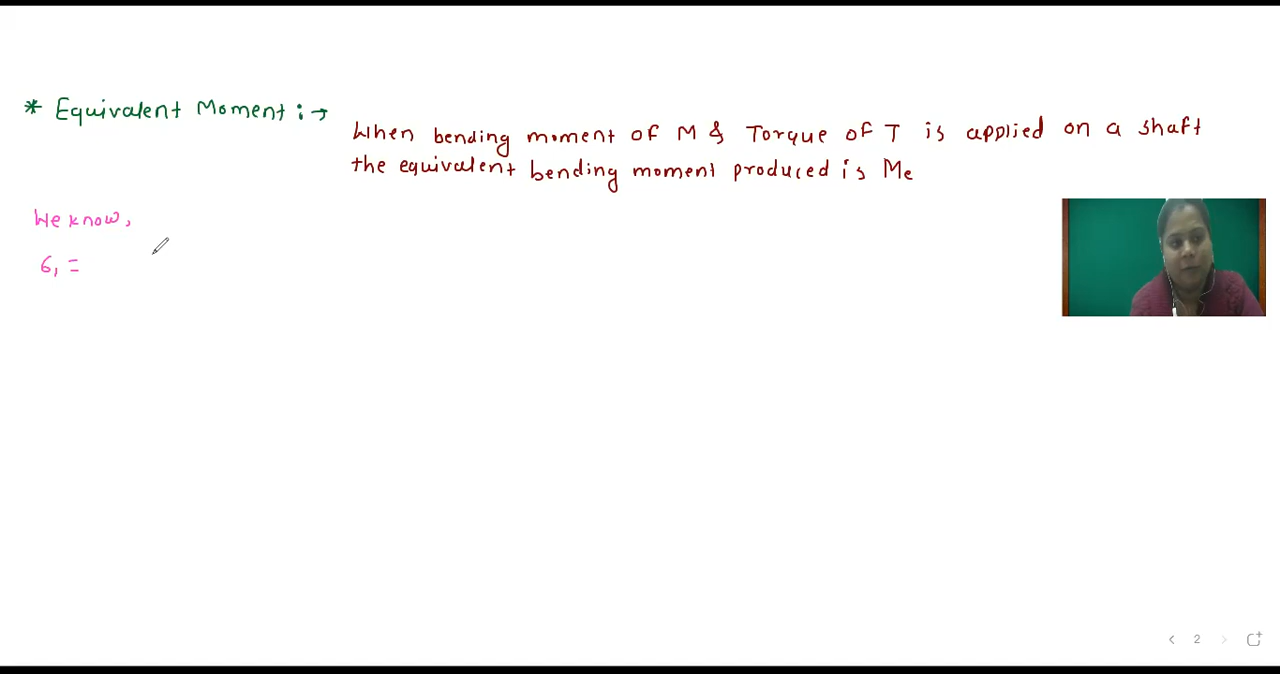 * Equivalent Moment :→
When bending moment of M & Torque of T is applied on a shaft
the equivalent bending moment produced is Me
We know,
6₁ =
< 2 >